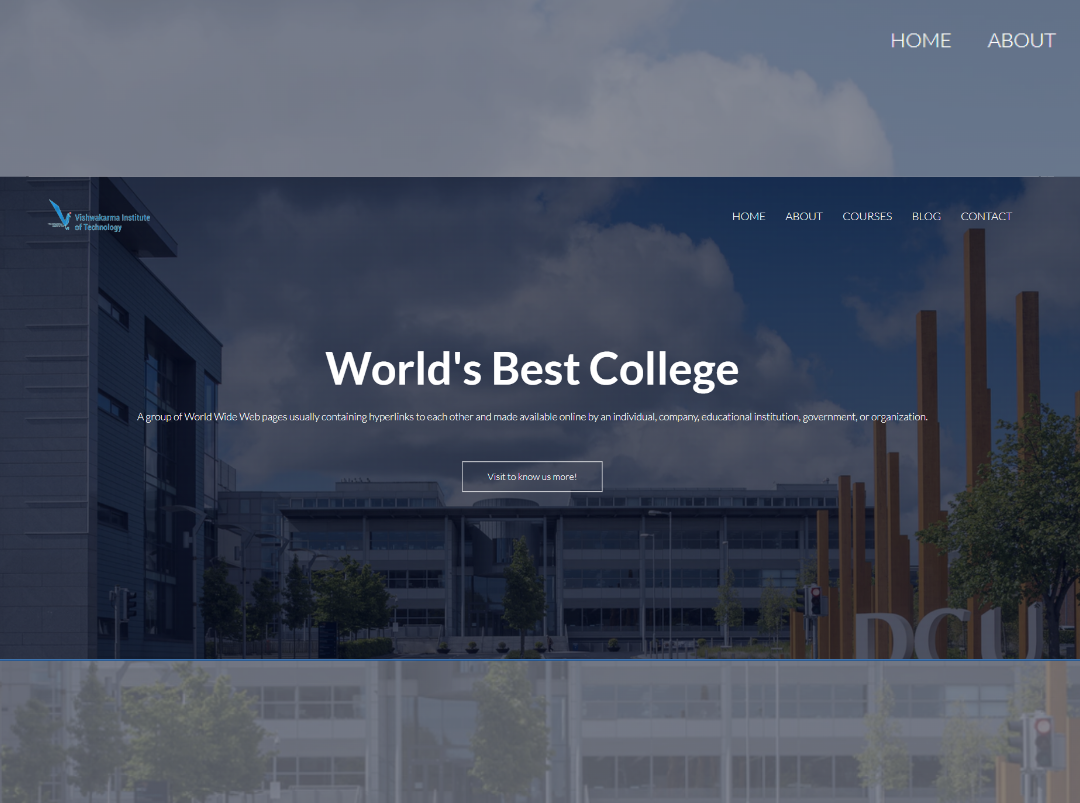 HOME ABOUT
Vishwakarma Institute
of Technology
HOME ABOUT COURSES BLOG CONTACT
World's Best College
A group of World Wide Web pages usually containing hyperlinks to each other and made available online by an individual, company, educational institution, government, or organization.
Visit to know us more!
DCU